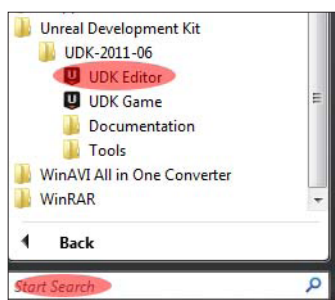 Unreal Development Kit
UDK-2011-06
UDK Editor
UDK Game
Documentation
Tools
WinAVI All in One Converter
WinRAR
Back
Start Search